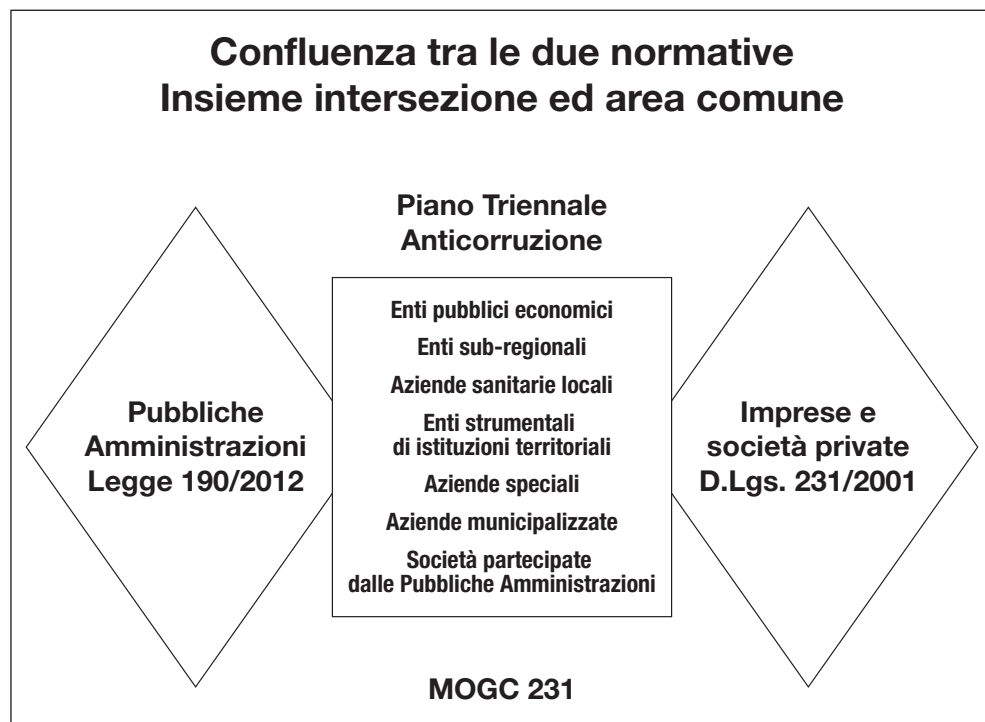 Confluenza tra le due normative
Insieme intersezione ed area comune
Piano Triennale
Anticorruzione
Pubbliche
Amministrazioni
Legge 190/2012
Enti pubblici economici
Enti sub-regionali
Aziende sanitarie locali
Enti strumentali
di istituzioni territoriali
Aziende speciali
Aziende municipalizzate
Società partecipate
dalle Pubbliche Amministrazioni
Imprese e
società private
D.Lgs. 231/2001
MOGC 231